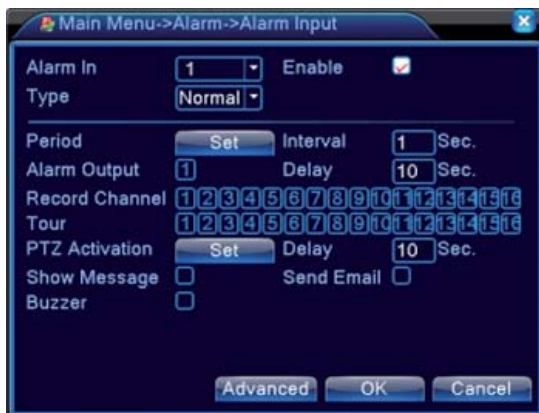 Main Menu->Alarm->Alarm Input
Alarm In 1 Enable
Type Normal
Period Set Interval 1 Sec.
Alarm Output 1 Delay 10 Sec.
Record Channel 1 2 3 4 5 6 7 8 9 10 11 12 13 14 15 16
Tour 1 2 3 4 5 6 7 8 9 10 11 12 13 14 15 16
PTZ Activation Set Delay 10 Sec.
Show Message Send Email
Buzzer
Advanced OK Cancel